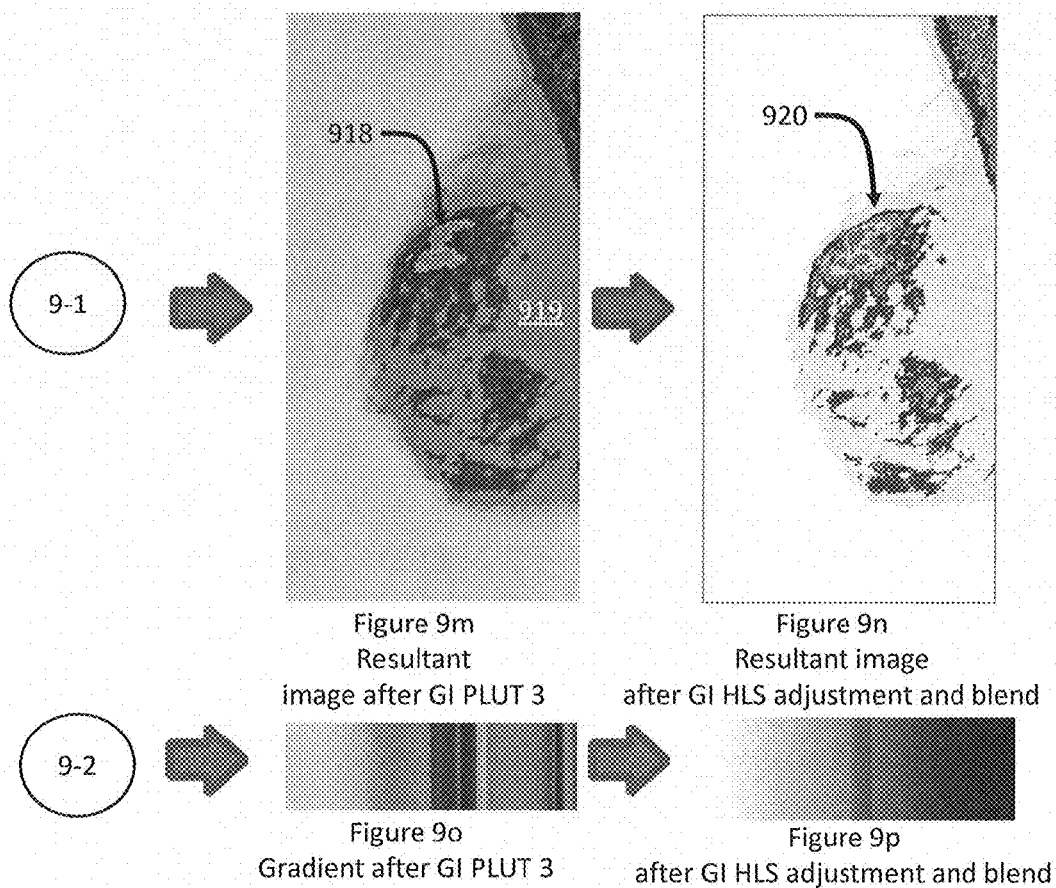 918
920
9-1
919
Figure 9m
Resultant
image after GI PLUT 3
Figure 9n
Resultant image
after GI HLS adjustment and blend
9-2
Figure 9o
Gradient after GI PLUT 3
Figure 9p
after GI HLS adjustment and blend